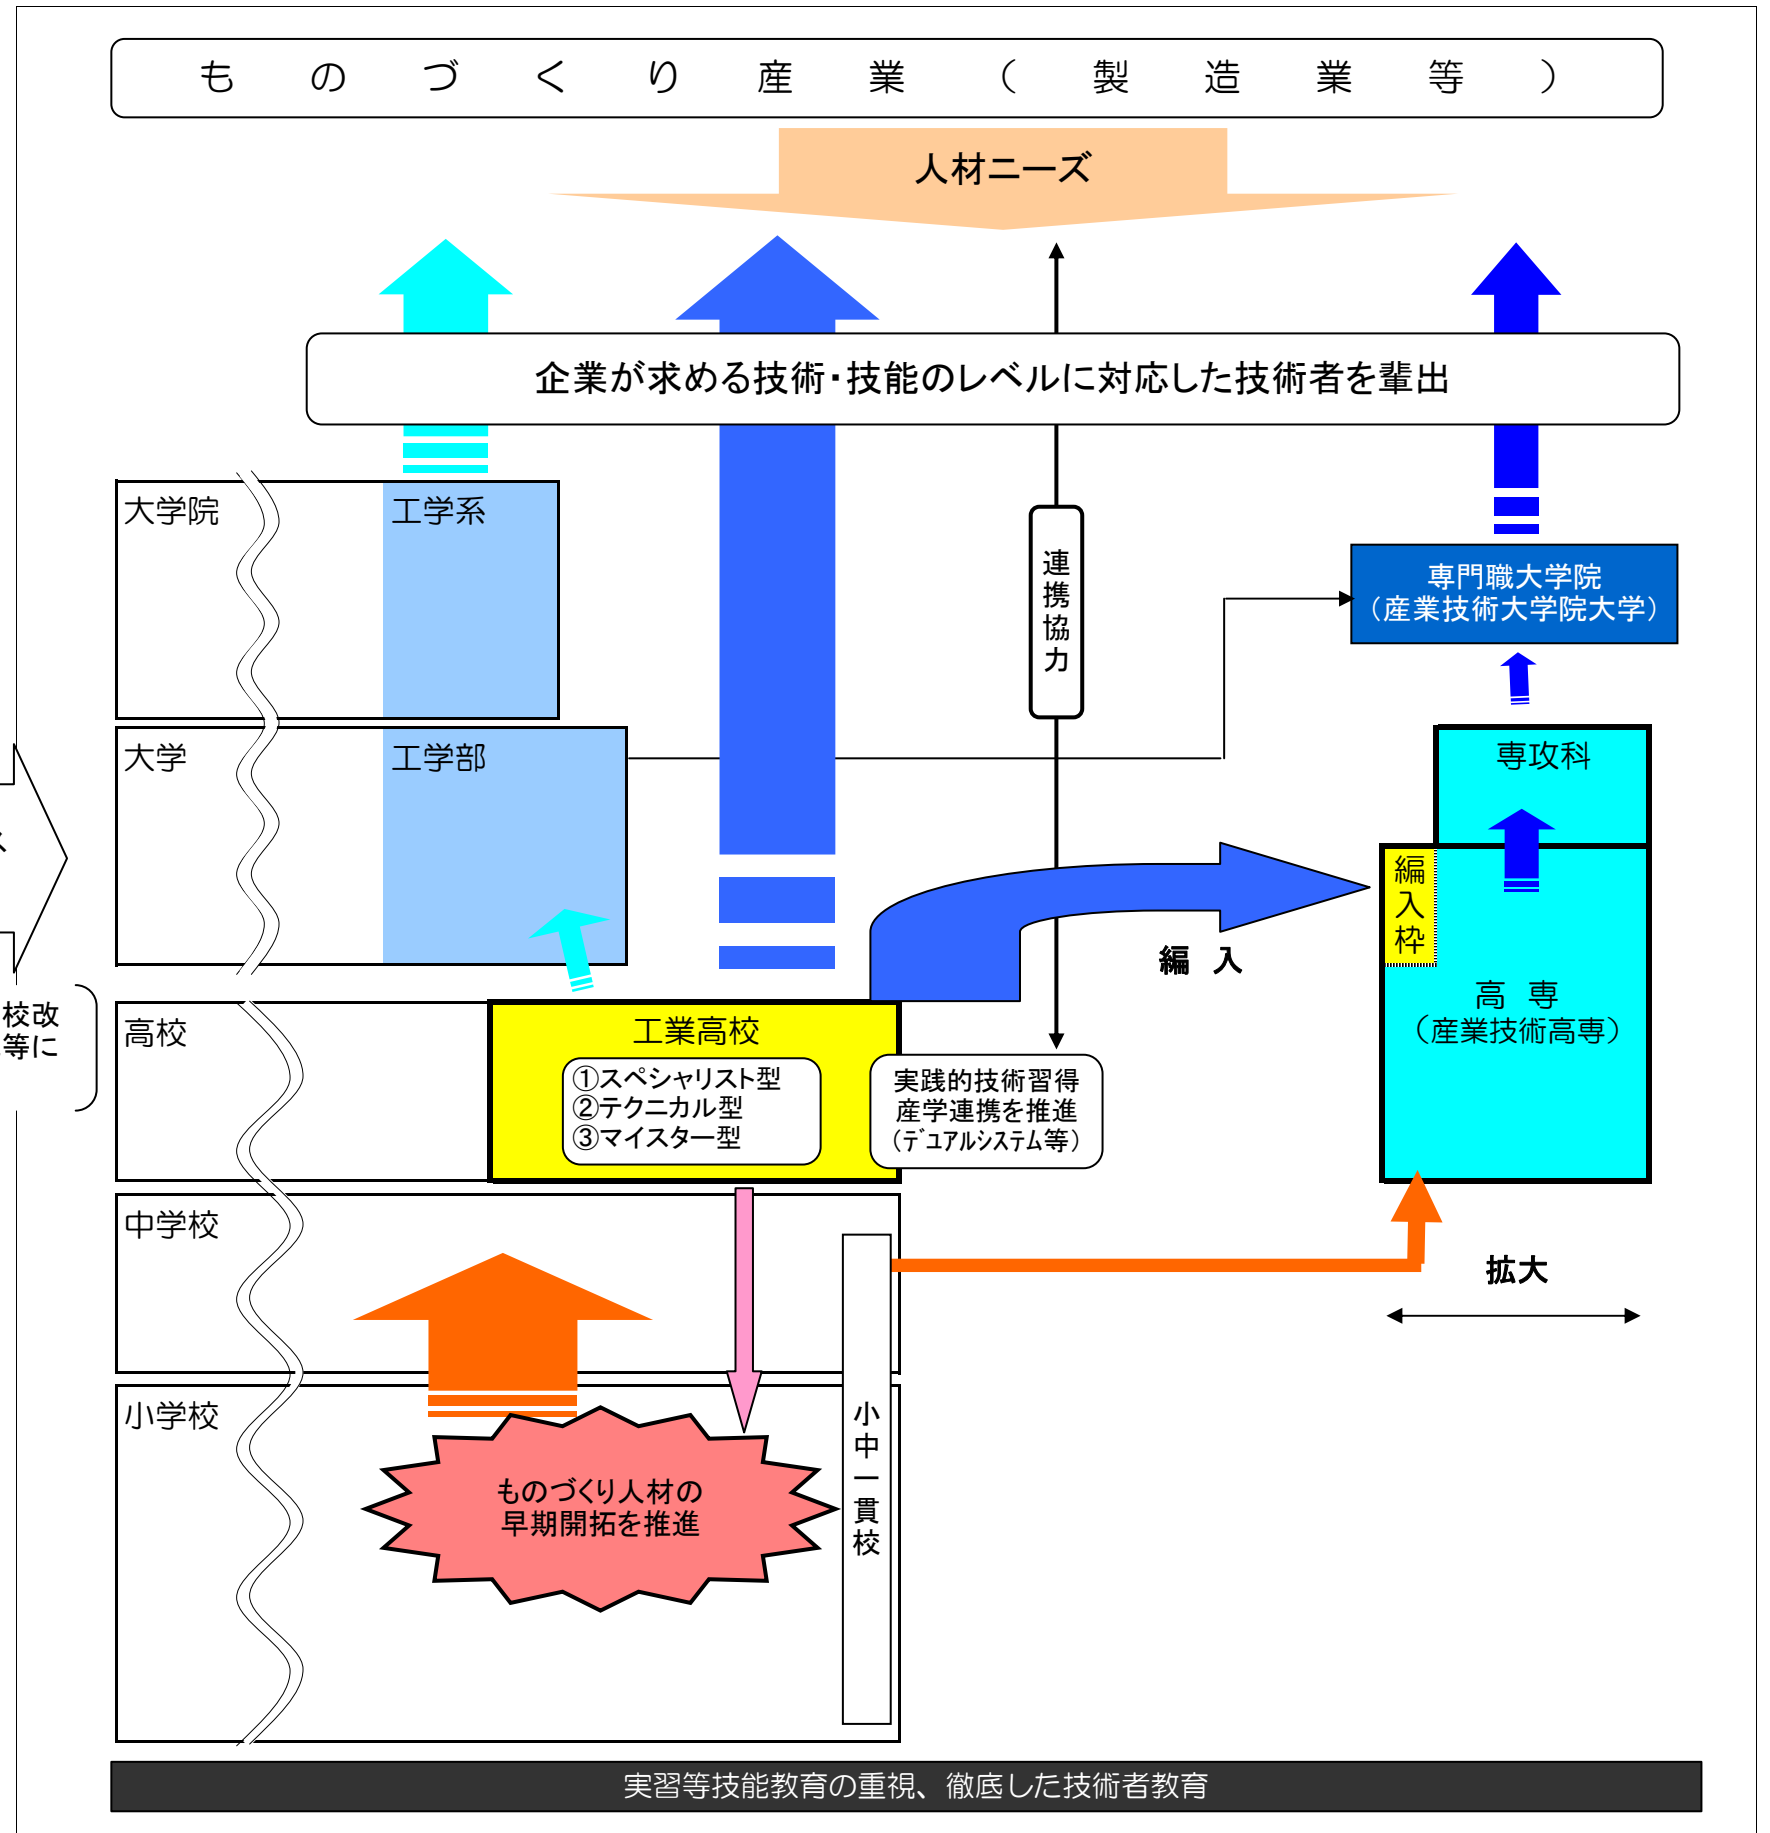 ものづくり産業（製造業等）
人材ニーズ
企業が求める技術・技能のレベルに対応した技術者を輩出
大学院
工学系
連携協力
専門職大学院
（産業技術大学院大学）
大学
工学部
専攻科
編入枠
編　入
高　専
（産業技術高専）
校改
等に
高校
工業高校
①スペシャリスト型
②テクニカル型
③マイスター型
実践的技術習得
産学連携を推進
（ﾃﾞｭｱﾙｼｽﾃﾑ等）
中学校
拡大
小学校
小中一貫校
ものづくり人材の
早期開拓を推進
実習等技能教育の重視、徹底した技術者教育